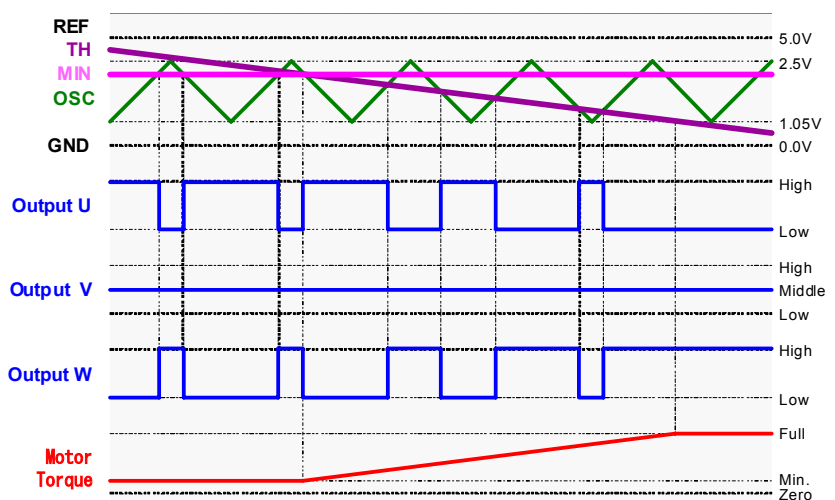 REF
TH
MIN
OSC
GND
5.0V
2.5V
1.05V
0.0V
Output U
High
Low
Output V
High
Middle
Low
Output W
High
Low
Motor
Torque
Full
Min.
Zero